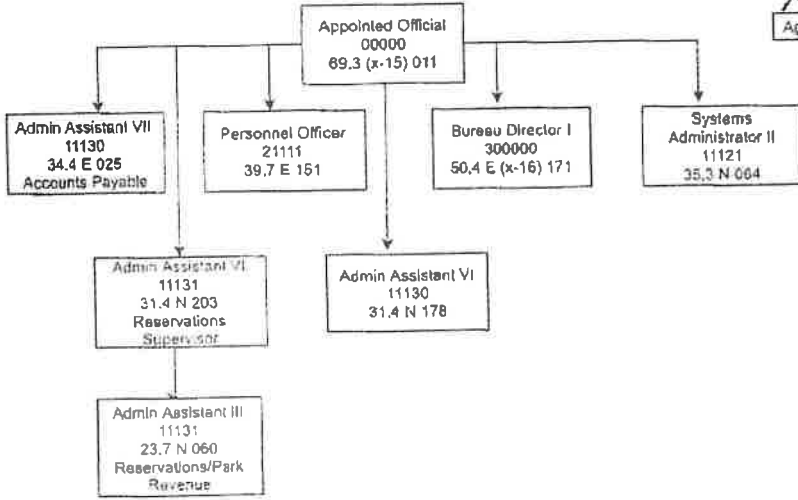 Appointed Official
00000
69.3 (x-15) 011
Admin Assistant VII
11130
34.4 E 025
Accounts Payable
Personnel Officer
21111
39.7 E 151
Bureau Director I
300000
50.4 E (x-16) 171
Systems
Administrator II
11121
35.3 N 064
Admin Assistant VI
11131
31.4 N 203
Reservations
Supervisor
Admin Assistant VI
11130
31.4 N 178
Admin Assistant III
11131
23.7 N 060
Reservations/Park
Revenue